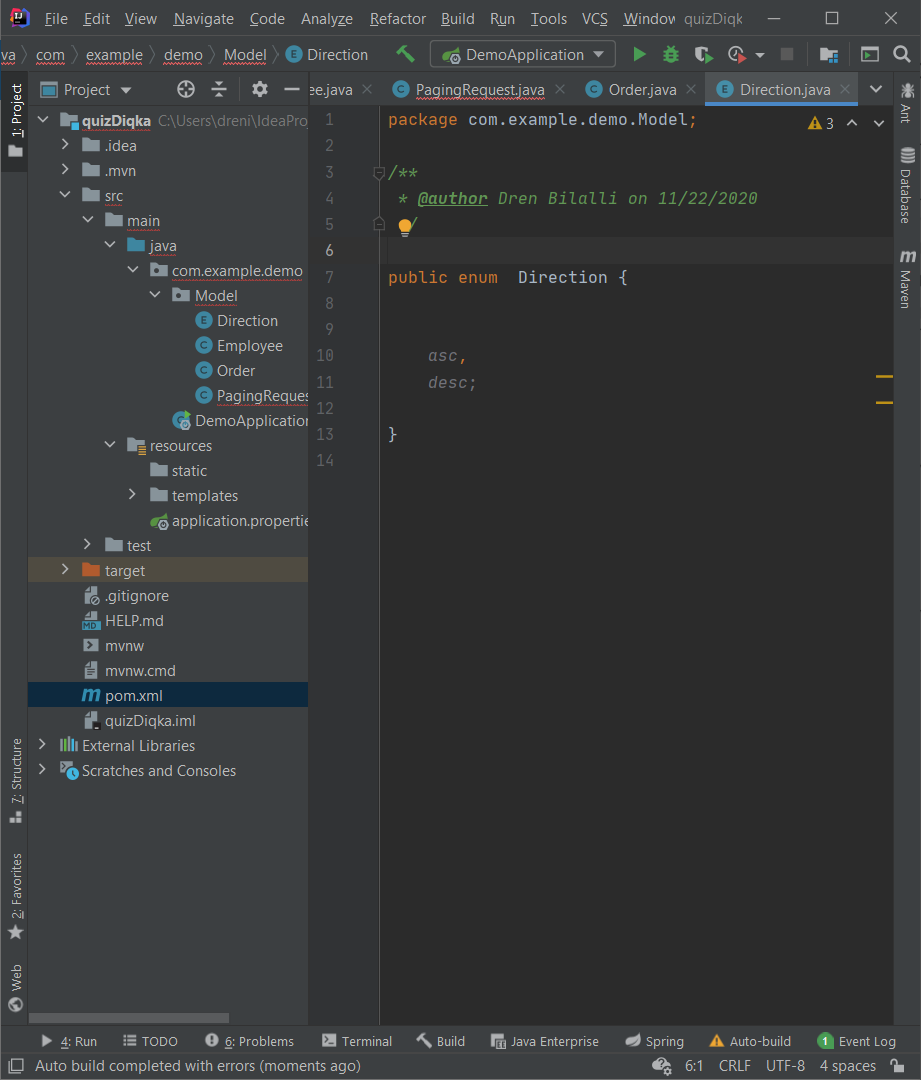 File Edit View Navigate Code Analyze Refactor Build Run Tools VCS Window quizDiqk
va com example demo Model E Direction DemoApplication
1: Project
Project
ee.java C PagingRequest.java C Order.java E Direction.java
quizDiqka C:\Users\dreni\IdeaProj
.idea
.mvn
src
main
java
com.example.demo
Model
E Direction
C Employee
C Order
C PagingReques
DemoApplication
resources
static
templates
application.propertie
test
target
.gitignore
MD HELP.md
mvnw
mvnw.cmd
m pom.xml
quizDiqka.iml
External Libraries
Scratches and Consoles
1 package com.example.demo.Model;
2
3 /**
4 * @author Dren Bilalli on 11/22/2020
5 /
6
7 public enum Direction {
8
9
10 asc,
11 desc;
12
13 }
14
3
Ant
Database
m
Maven
7: Structure
2: Favorites
Web
4: Run TODO 6: Problems Terminal Build Java Enterprise Spring Auto-build 1 Event Log
Auto build completed with errors (moments ago) 6:1 CRLF UTF-8 4 spaces